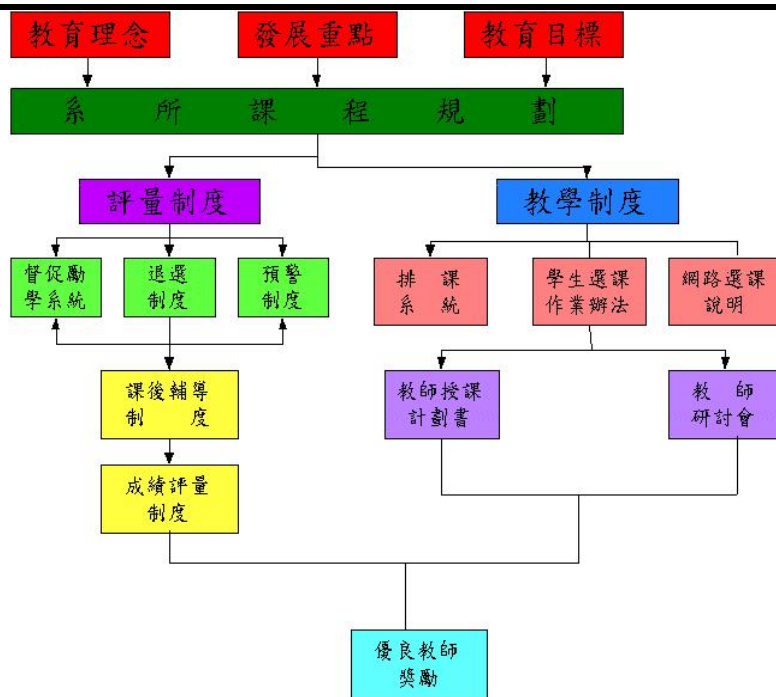 教育理念
發展重點
教育目標
系所課程規劃
評量制度
教學制度
督促勵
學系統
退選
制度
預警
制度
排課
系統
學生選課
作業辦法
網路選課
說明
課後輔導
制度
教師授課
計劃書
教師
研討會
成績評量
制度
優良教師
獎勵